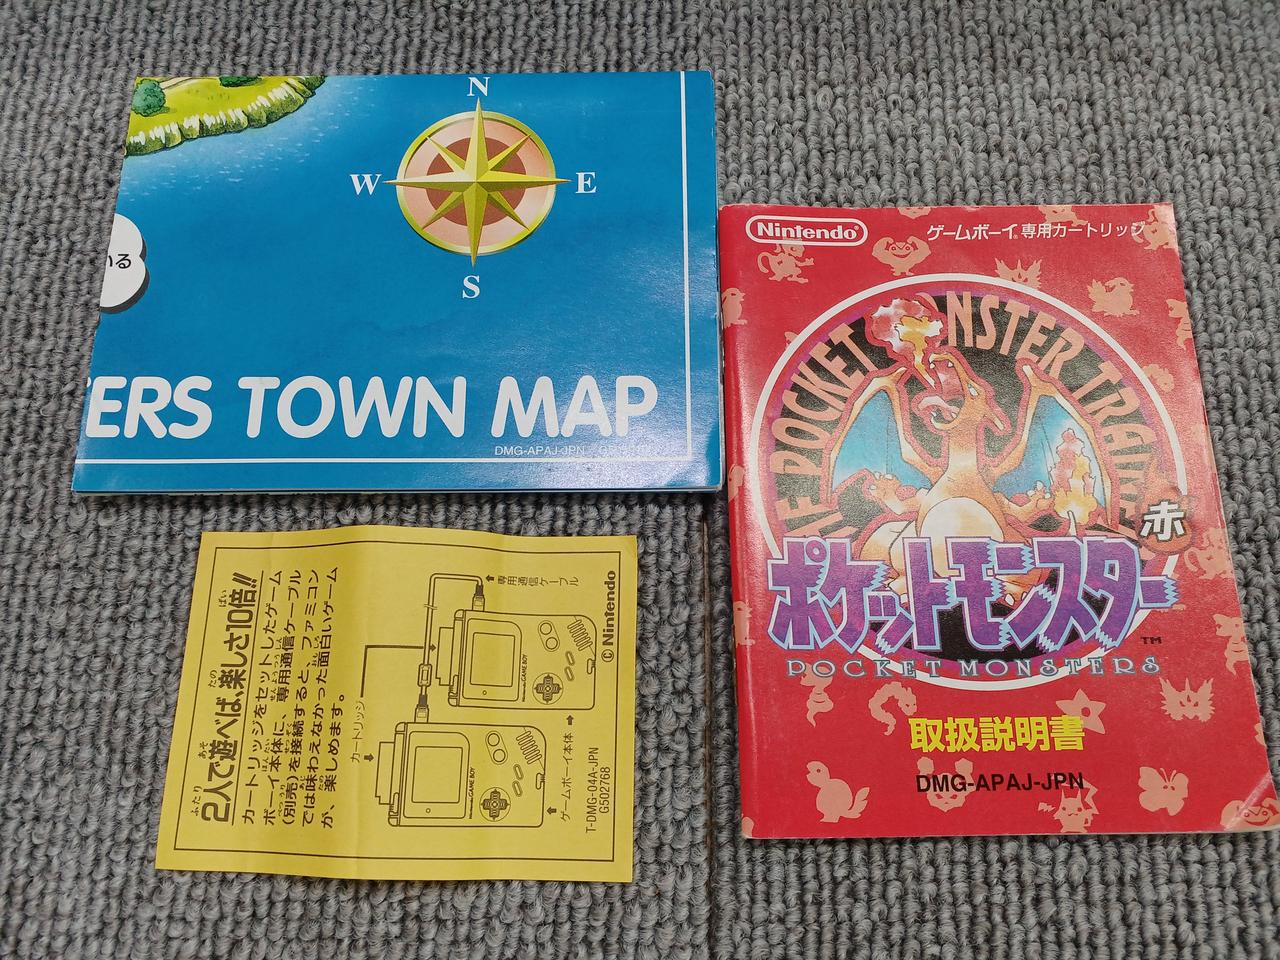 N
W E
S
いる
ERS TOWN MAP
DMG-APAJ-JPN
Nintendo
ゲームボーイ専用カートリッジ
POCKET MONSTER TRAINER
赤
ポケットモンスター
TM
POCKET MONSTERS
取扱説明書
DMG-APAJ-JPN
2人で遊べば、楽しさ10倍!!
カートリッジをセットしたゲーム
ボーイ本体に、専用通信ケーブル
(別売)を接続すると、ファミコン
では味わえなかった面白いゲーム
が、楽しめます。
カートリッジ
専用通信ケーブル
Nintendo GAME BOY
Nintendo GAME BOY
ゲームボーイ本体
T-DMG-04A-JPN
G502768
© Nintendo